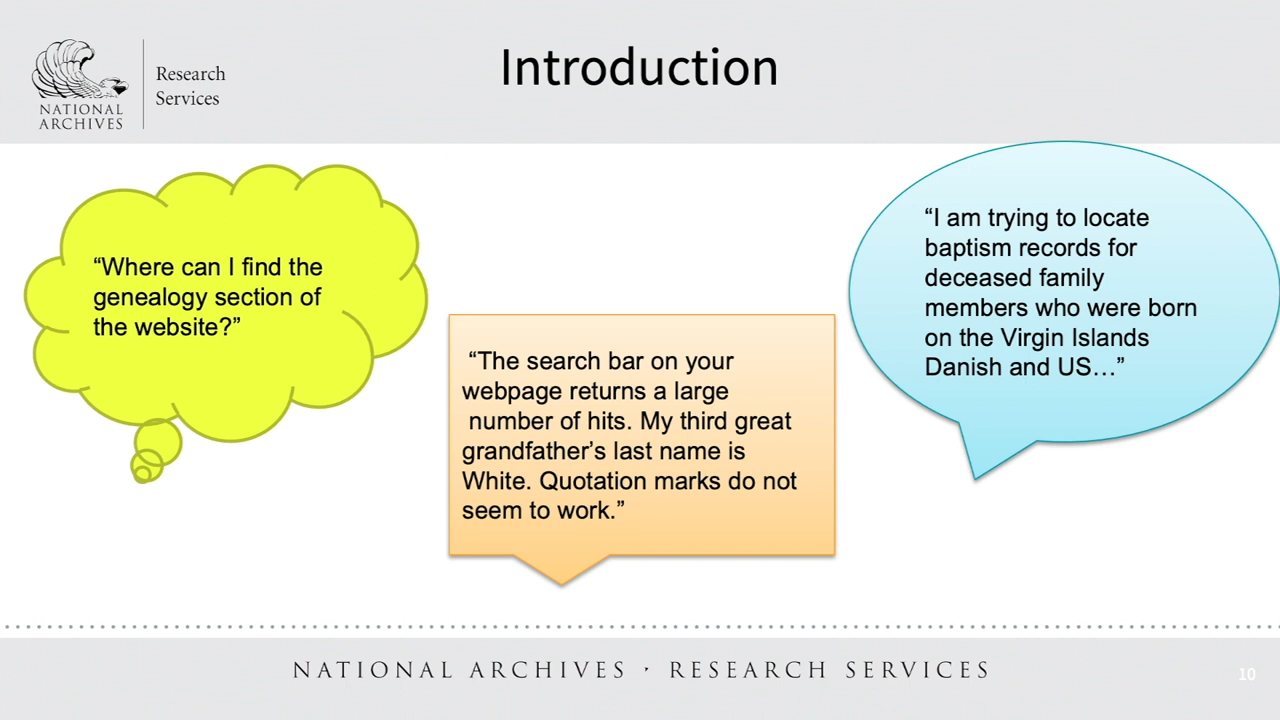 NATIONAL
ARCHIVES
Research
Services
Introduction
“Where can I find the
genealogy section of
the website?”
“The search bar on your
webpage returns a large
number of hits. My third great
grandfather’s last name is
White. Quotation marks do not
seem to work.”
“I am trying to locate
baptism records for
deceased family
members who were born
on the Virgin Islands
Danish and US…”
NATIONAL ARCHIVES · RESEARCH SERVICES
10